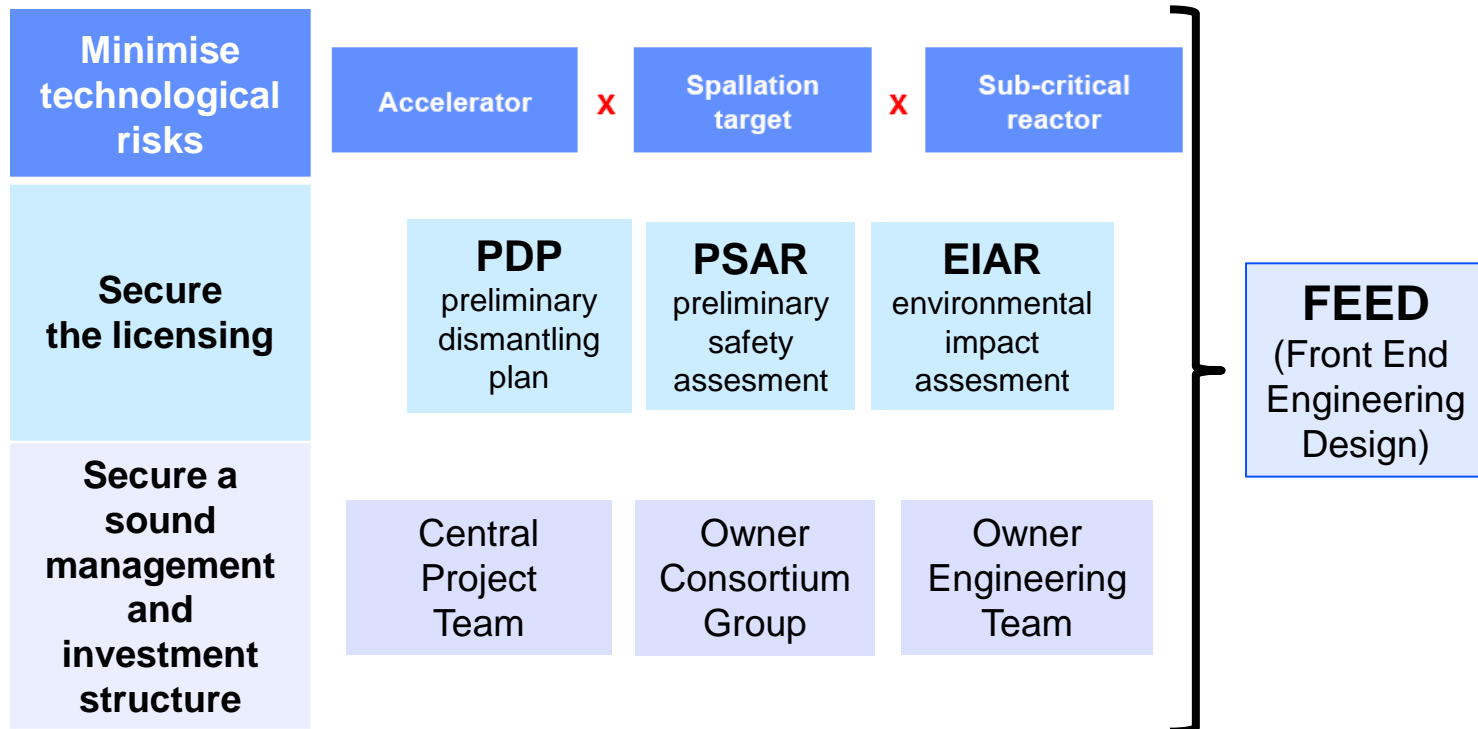 Minimise
technological
risks
Accelerator
x
Spallation
target
x
Sub-critical
reactor
Secure
the licensing
PDP
preliminary
dismantling
plan
PSAR
preliminary
safety
assesment
EIAR
environmental
impact
assesment
Secure a
sound
management
and
investment
structure
Central
Project
Team
Owner
Consortium
Group
Owner
Engineering
Team
FEED
(Front End
Engineering
Design)